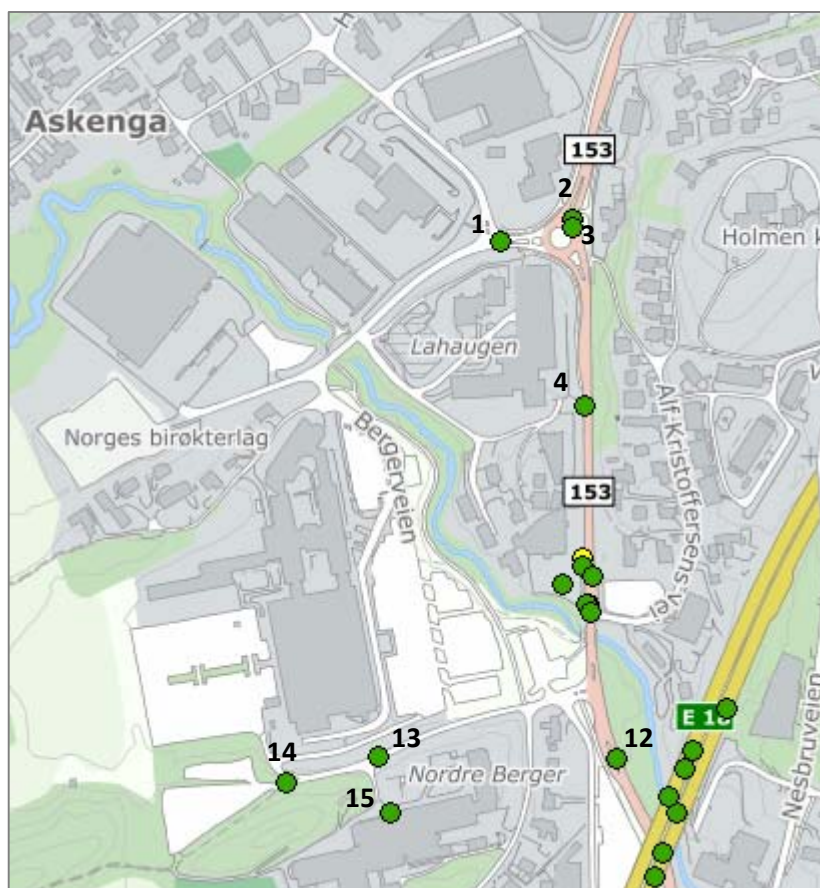 Askenga
153
2
1
3
Holmen k
Lahaugen
4
Norges birøkterlag
Bergerveien
Alf-Kristoffersens vei
153
E 18
12
13
14
Nordre Berger
15
Nesbruveien